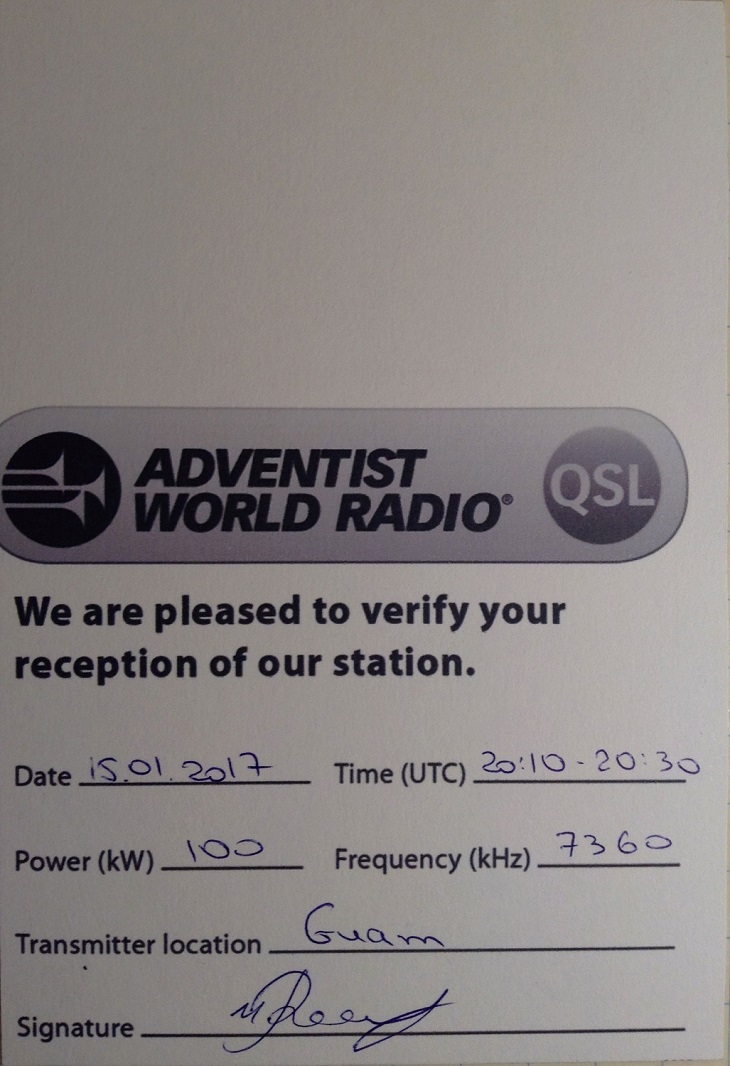 ADVENTIST
WORLD RADIO®
QSL
We are pleased to verify your
reception of our station.
Date 15.01.2017 Time (UTC) 20:10-20:30
Power (kW) 100 Frequency (kHz) 7360
Transmitter location Guam
Signature